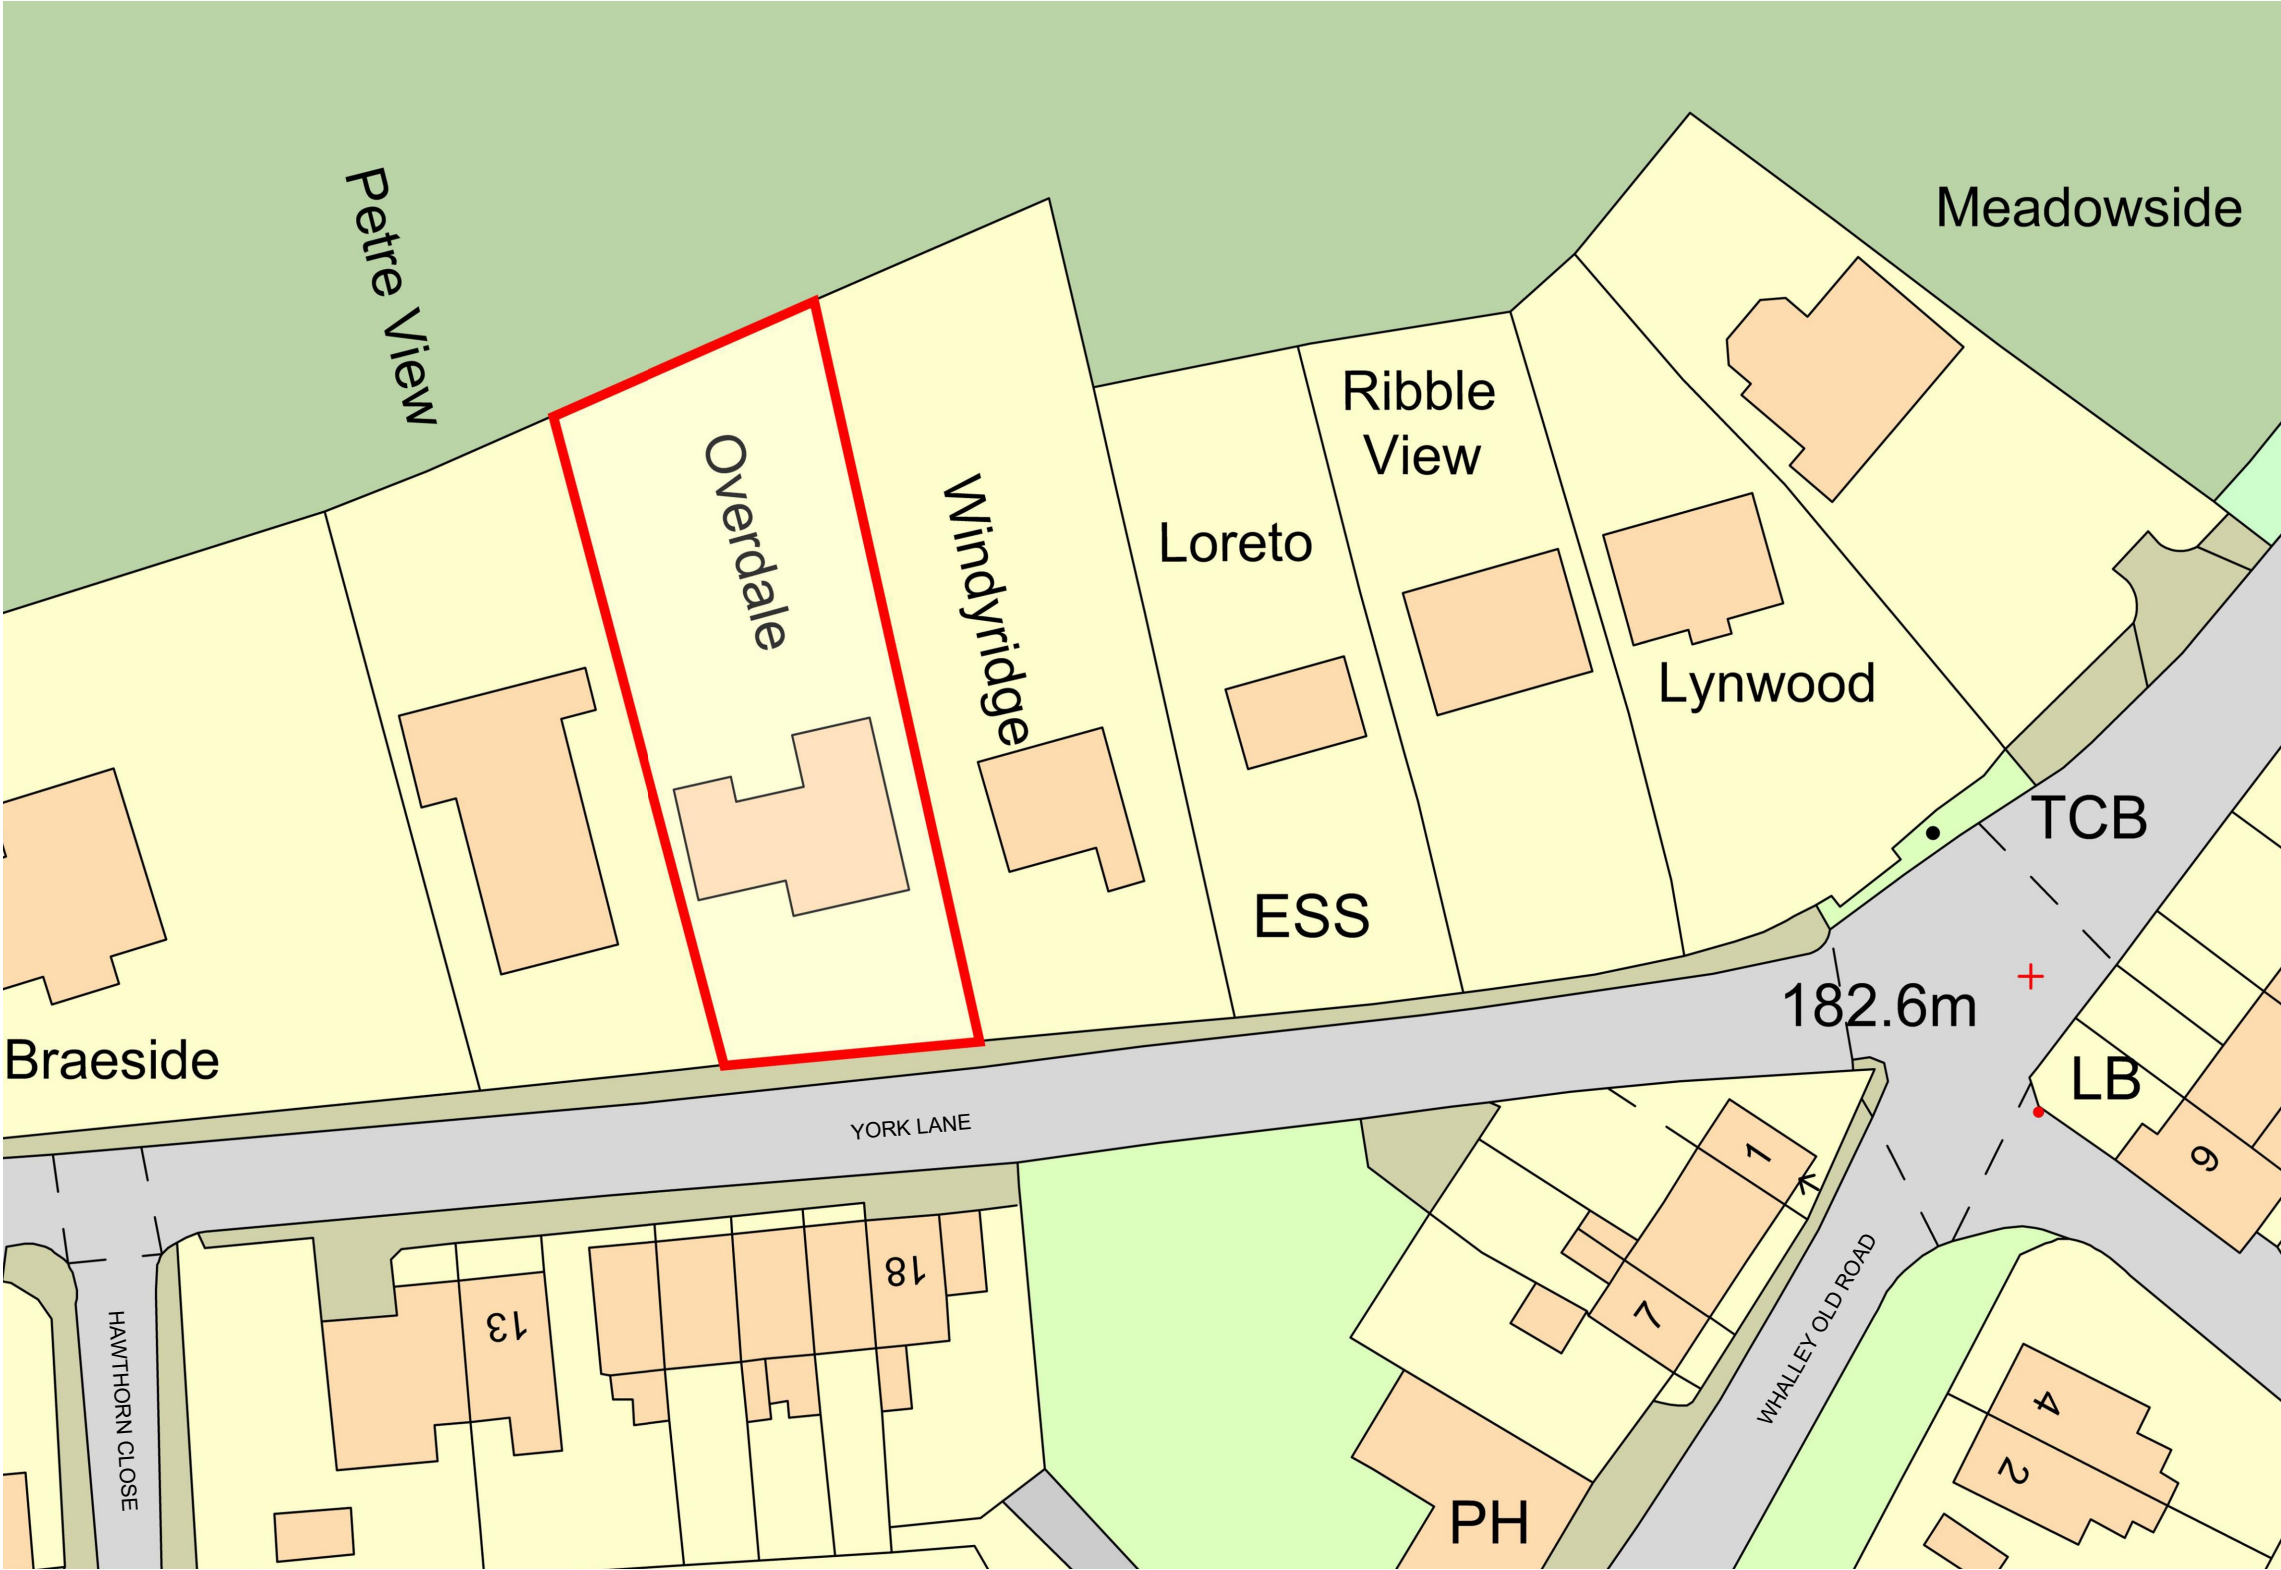 Petre View
Meadowside
Overdale
Windyridge
Loreto
Ribble
View
Lynwood
TCB
ESS
182.6m
Braeside
LB
YORK LANE
1
9
18
13
7
HAWTHORN CLOSE
WHALLEY OLD ROAD
4
2
PH